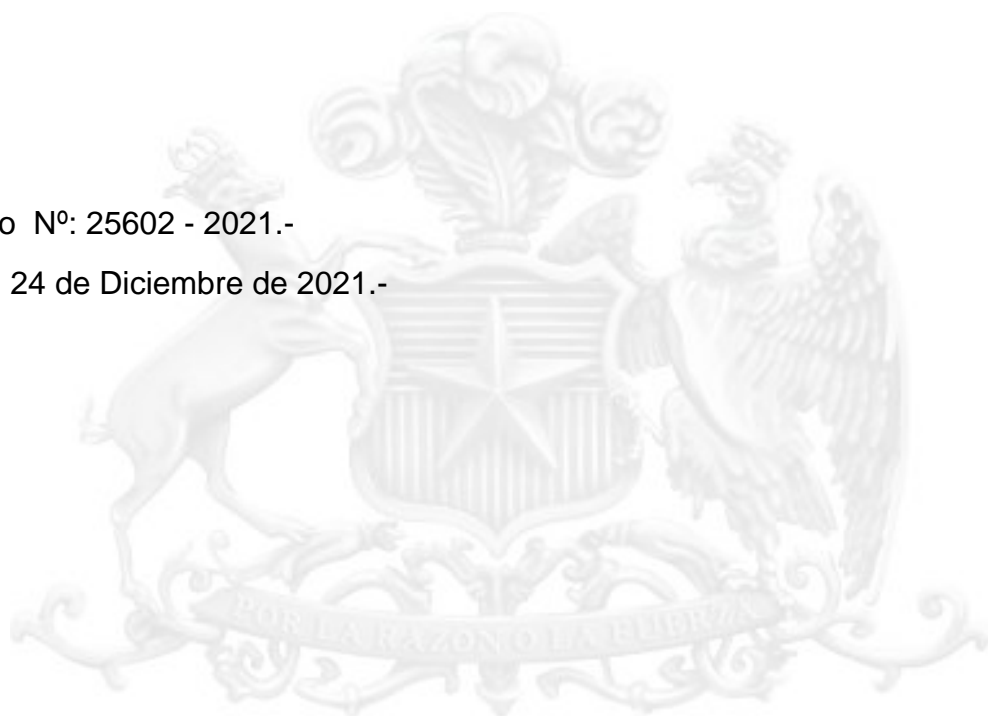 o Nº: 25602 - 2021.-
24 de Diciembre de 2021.-
POR LA RAZON O LA FUERZA